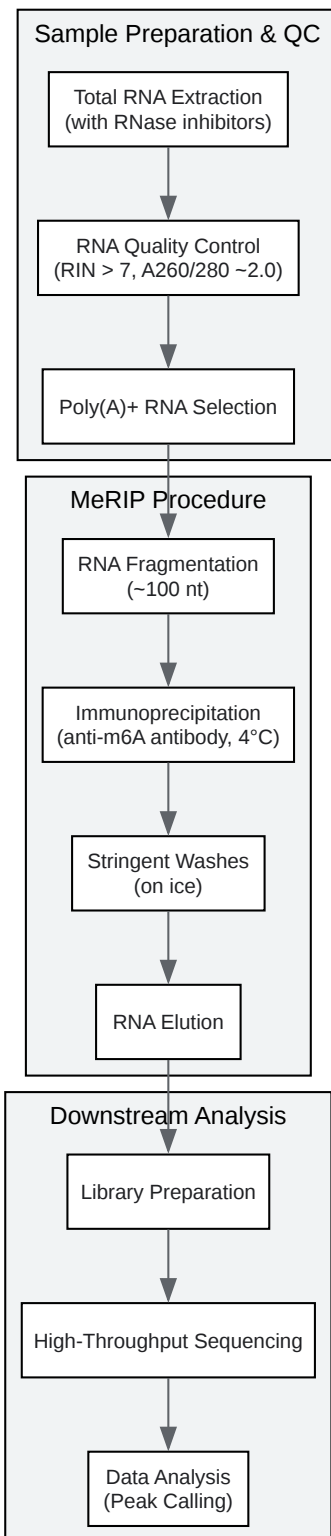 Sample Preparation & QC
Total RNA Extraction
(with RNase inhibitors)
RNA Quality Control
(RIN > 7, A260/280 ~2.0)
Poly(A)+ RNA Selection
MeRIP Procedure
RNA Fragmentation
(~100 nt)
Immunoprecipitation
(anti-m6A antibody, 4°C)
Stringent Washes
(on ice)
RNA Elution
Downstream Analysis
Library Preparation
High-Throughput Sequencing
Data Analysis
(Peak Calling)